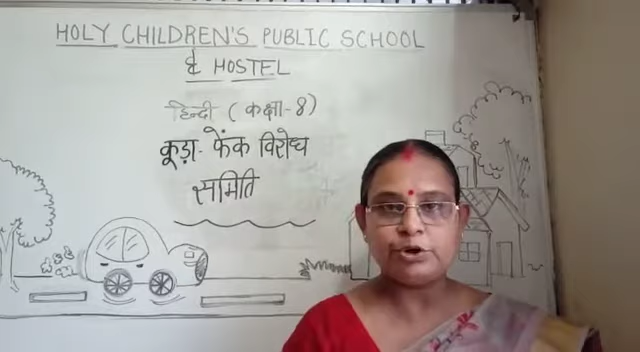 HOLY CHILDREN'S PUBLIC SCHOOL
& HOSTEL
हिन्दी (कक्षा-8)
कूड़ा-फेंक विरोध
समिति